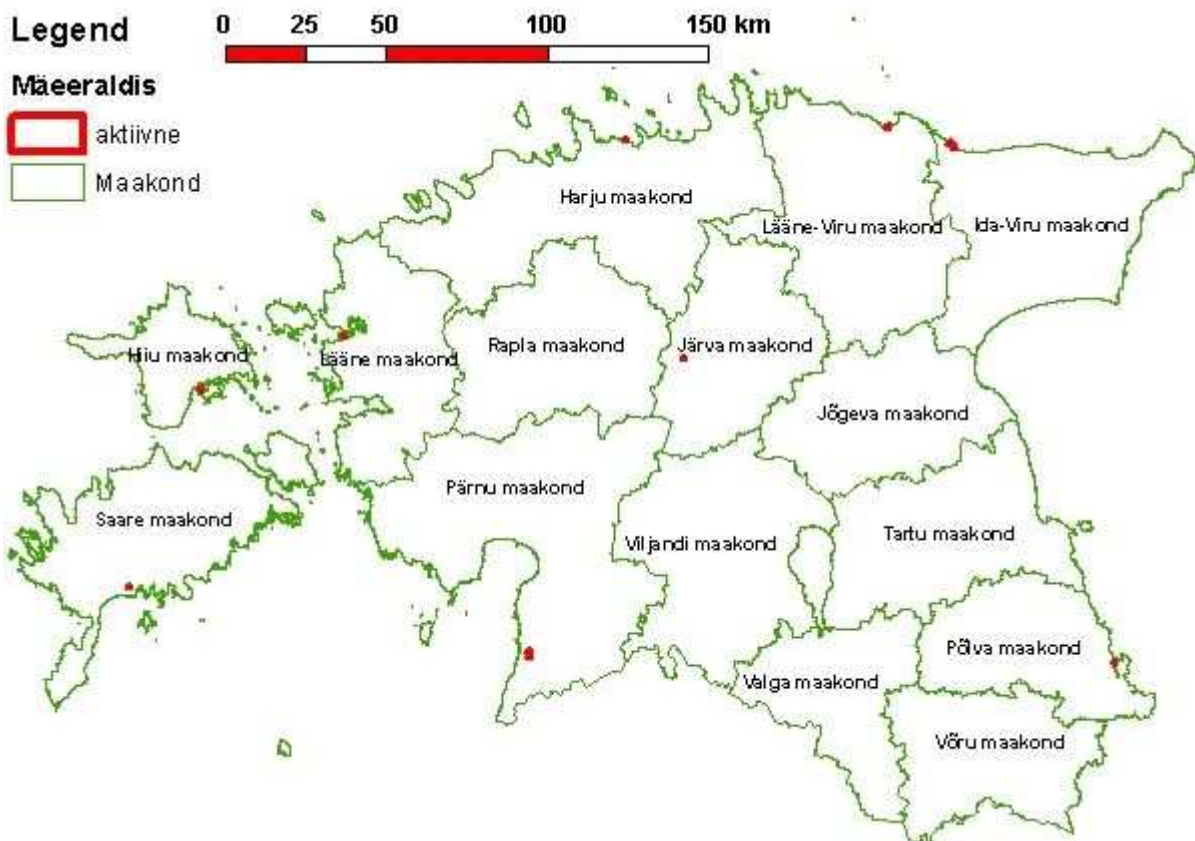 Legend
0 25 50 100 150 km
Mäeeraldis
aktiivne
Maakond
Harju maakond
Lääne-Viru maakond
Ida-Viru maakond
Hiiu maakond
Lääne maakond
Rapla maakond
Järva maakond
Jõgeva maakond
Saare maakond
Pärnu maakond
Viljandi maakond
Tartu maakond
Valga maakond
Põlva maakond
Võru maakond